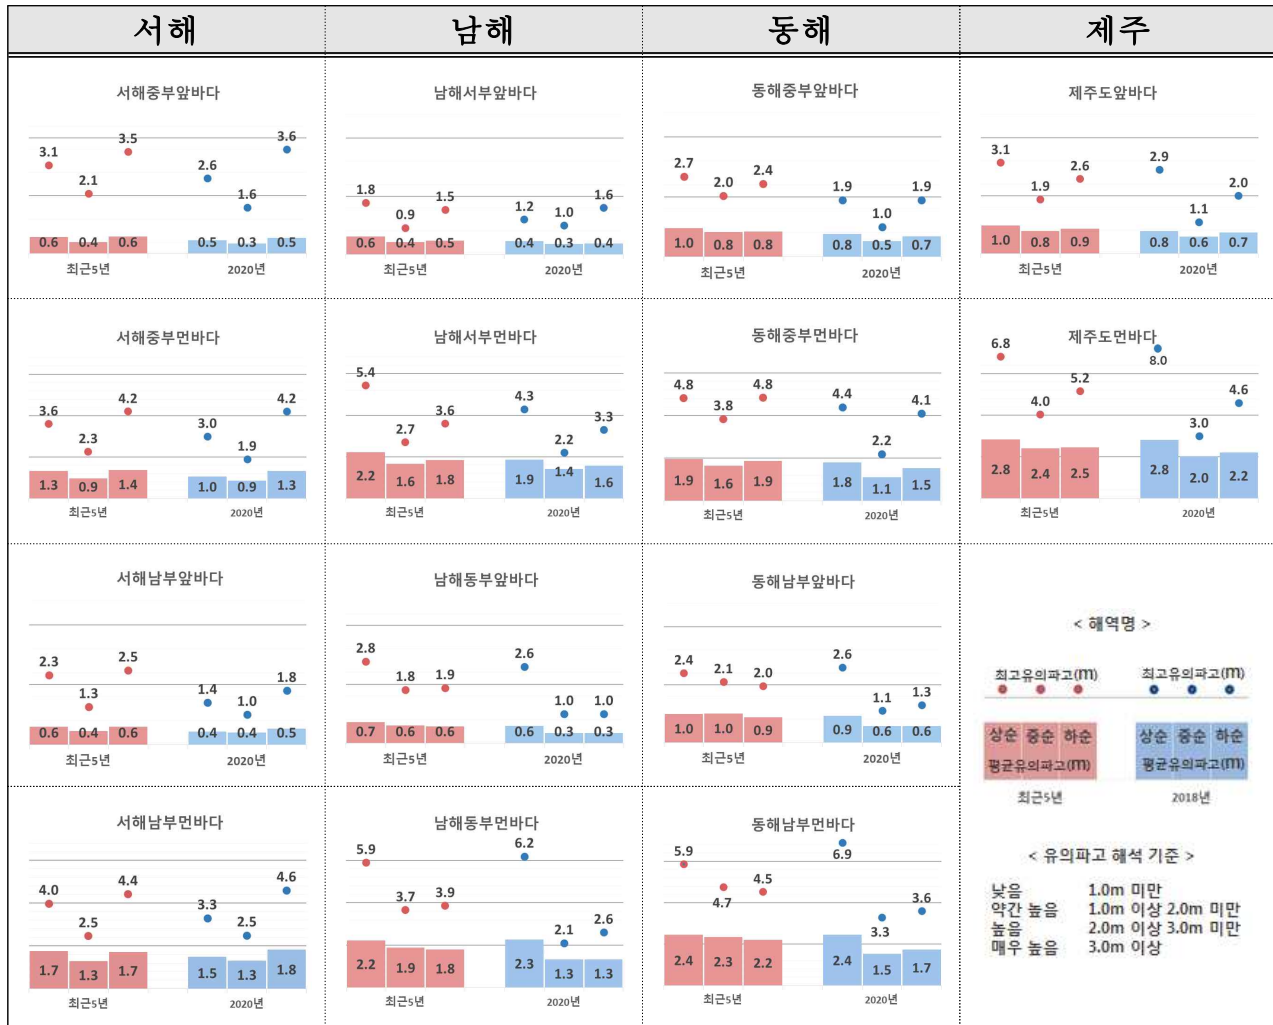 서해 남해 동해 제주
서해중부앞바다
3.1 2.1 3.5 2.6 1.6 3.6
0.6 0.4 0.6 0.5 0.3 0.5
최근5년 2020년
남해서부앞바다
1.8 0.9 1.5 1.2 1.0 1.6
0.6 0.4 0.5 0.4 0.3 0.4
최근5년 2020년
동해중부앞바다
2.7 2.0 2.4 1.9 1.0 1.9
1.0 0.8 0.8 0.8 0.5 0.7
최근5년 2020년
제주도앞바다
3.1 1.9 2.6 2.9 1.1 2.0
1.0 0.8 0.9 0.8 0.6 0.7
최근5년 2020년
서해중부먼바다
3.6 2.3 4.2 3.0 1.9 4.2
1.3 0.9 1.4 1.0 0.9 1.3
최근5년 2020년
남해서부먼바다
5.4 2.7 3.6 4.3 2.2 3.3
2.2 1.6 1.8 1.9 1.4 1.6
최근5년 2020년
동해중부먼바다
4.8 3.8 4.8 4.4 2.2 4.1
1.9 1.6 1.9 1.8 1.1 1.5
최근5년 2020년
제주도먼바다
6.8 4.0 5.2 8.0 3.0 4.6
2.8 2.4 2.5 2.8 2.0 2.2
최근5년 2020년
서해남부앞바다
2.3 1.3 2.5 1.4 1.0 1.8
0.6 0.4 0.6 0.4 0.4 0.5
최근5년 2020년
남해동부앞바다
2.8 1.8 1.9 2.6 1.0 1.0
0.7 0.6 0.6 0.6 0.3 0.3
최근5년 2020년
동해남부앞바다
2.4 2.1 2.0 2.6 1.1 1.3
1.0 1.0 0.9 0.9 0.6 0.6
최근5년 2020년
서해남부먼바다
4.0 2.5 4.4 3.3 2.5 4.6
1.7 1.3 1.7 1.5 1.3 1.8
최근5년 2020년
남해동부먼바다
5.9 3.7 3.9 6.2 2.1 2.6
2.2 1.9 1.8 2.3 1.3 1.3
최근5년 2020년
동해남부먼바다
5.9 4.7 4.5 6.9 3.3 3.6
2.4 2.3 2.2 2.4 1.5 1.7
최근5년 2020년
< 해역명 >
최고유의파고(m) 최고유의파고(m)
상순 중순 하순 상순 중순 하순
평균유의파고(m) 평균유의파고(m)
최근5년 2018년
< 유의파고 해석 기준 >
낮음 1.0m 미만
약간 높음 1.0m 이상 2.0m 미만
높음 2.0m 이상 3.0m 미만
매우 높음 3.0m 이상